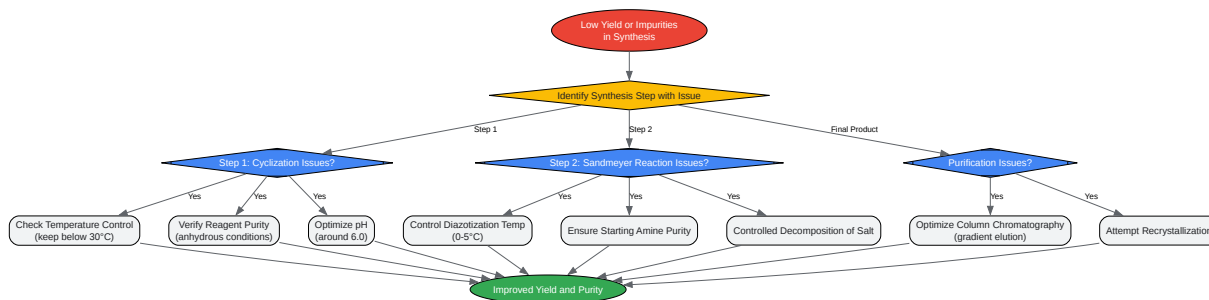 Low Yield or Impurities
in Synthesis
Identify Synthesis Step with Issue
Step 1
Step 2
Final Product
Step 1: Cyclization Issues?
Step 2: Sandmeyer Reaction Issues?
Purification Issues?
Yes
Yes
Yes
Yes
Yes
Yes
Yes
Yes
Check Temperature Control
(keep below 30°C)
Verify Reagent Purity
(anhydrous conditions)
Optimize pH
(around 6.0)
Control Diazotization Temp
(0-5°C)
Ensure Starting Amine Purity
Controlled Decomposition of Salt
Optimize Column Chromatography
(gradient elution)
Attempt Recrystallization
Improved Yield and Purity